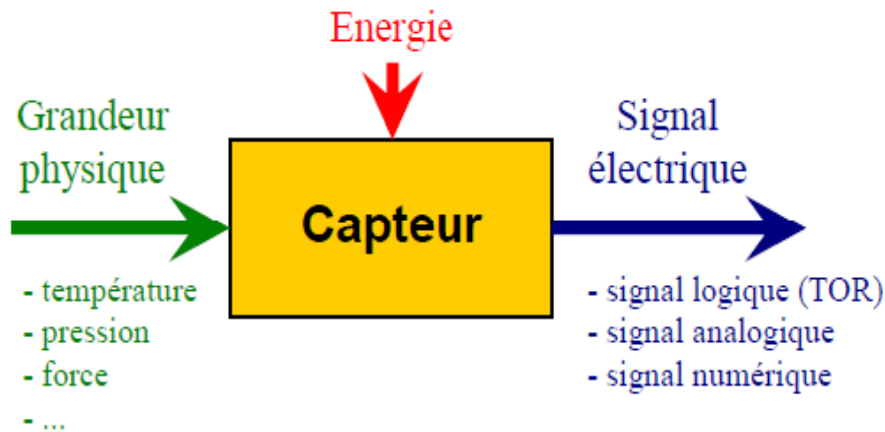 Energie
Grandeur
physique
Signal
électrique
Capteur
- température
- pression
- force
- ...
- signal logique (TOR)
- signal analogique
- signal numérique